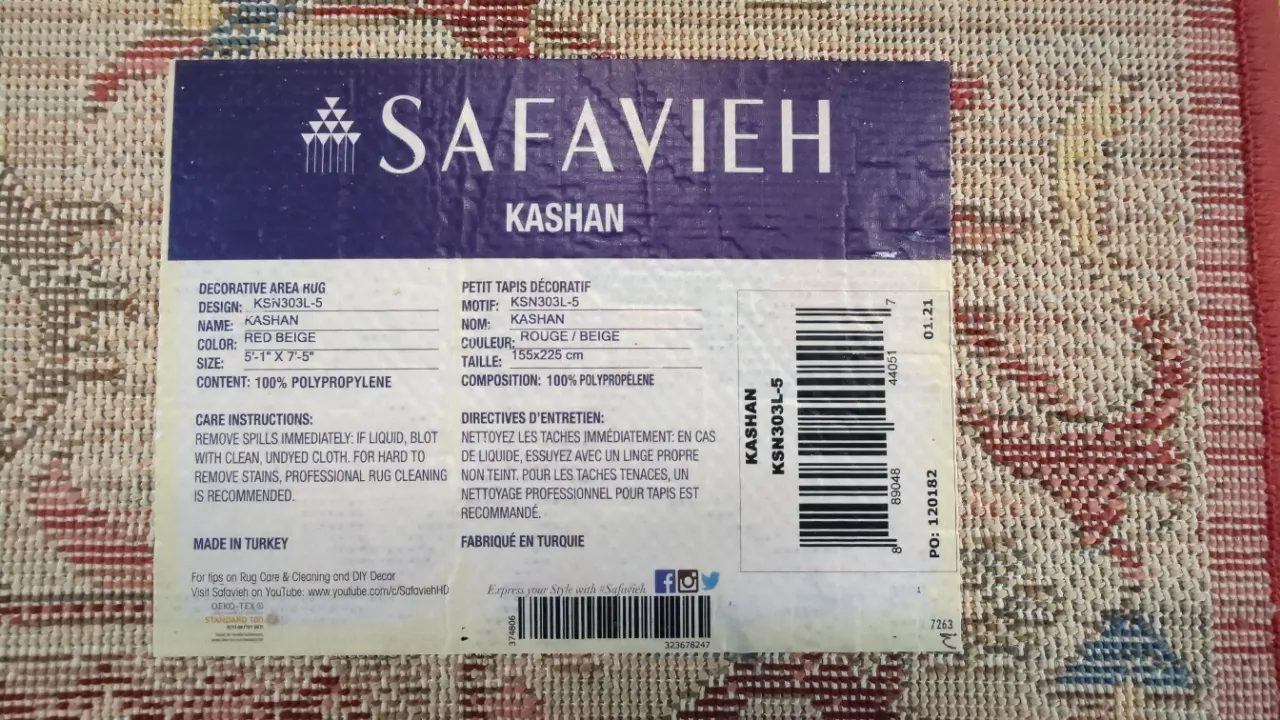 SAFAVIEH
KASHAN
DECORATIVE AREA RUG
DESIGN: KSN303L-5
NAME: KASHAN
COLOR: RED BEIGE
SIZE: 5'-1" X 7'-5"
CONTENT: 100% POLYPROPYLENE
CARE INSTRUCTIONS:
REMOVE SPILLS IMMEDIATELY: IF LIQUID, BLOT
WITH CLEAN, UNDYED CLOTH. FOR HARD TO
REMOVE STAINS, PROFESSIONAL RUG CLEANING
IS RECOMMENDED.
MADE IN TURKEY
For tips on Rug Care & Cleaning and DIY Decor
Visit Safavieh on YouTube: www.youtube.com/c/SafaviehHD
OEKO-TEX®
STANDARD 100
PETIT TAPIS DÉCORATIF
MOTIF: KSN303L-5
NOM: KASHAN
COULEUR: ROUGE / BEIGE
TAILLE: 155x225 cm
COMPOSITION: 100% POLYPROPÈLENE
DIRECTIVES D'ENTRETIEN:
NETTOYEZ LES TACHES IMMÉDIATEMENT: EN CAS
DE LIQUIDE, ESSUYEZ AVEC UN LINGE PROPRE
NON TEINT. POUR LES TACHES TENACES, UN
NETTOYAGE PROFESSIONNEL POUR TAPIS EST
RECOMMANDÉ.
FABRIQUÉ EN TURQUIE
Express your Style with #Safavieh
374806
323678247
KASHAN
KSN303L-5
8 89048 44051 7
PO: 120182 01.21
7263